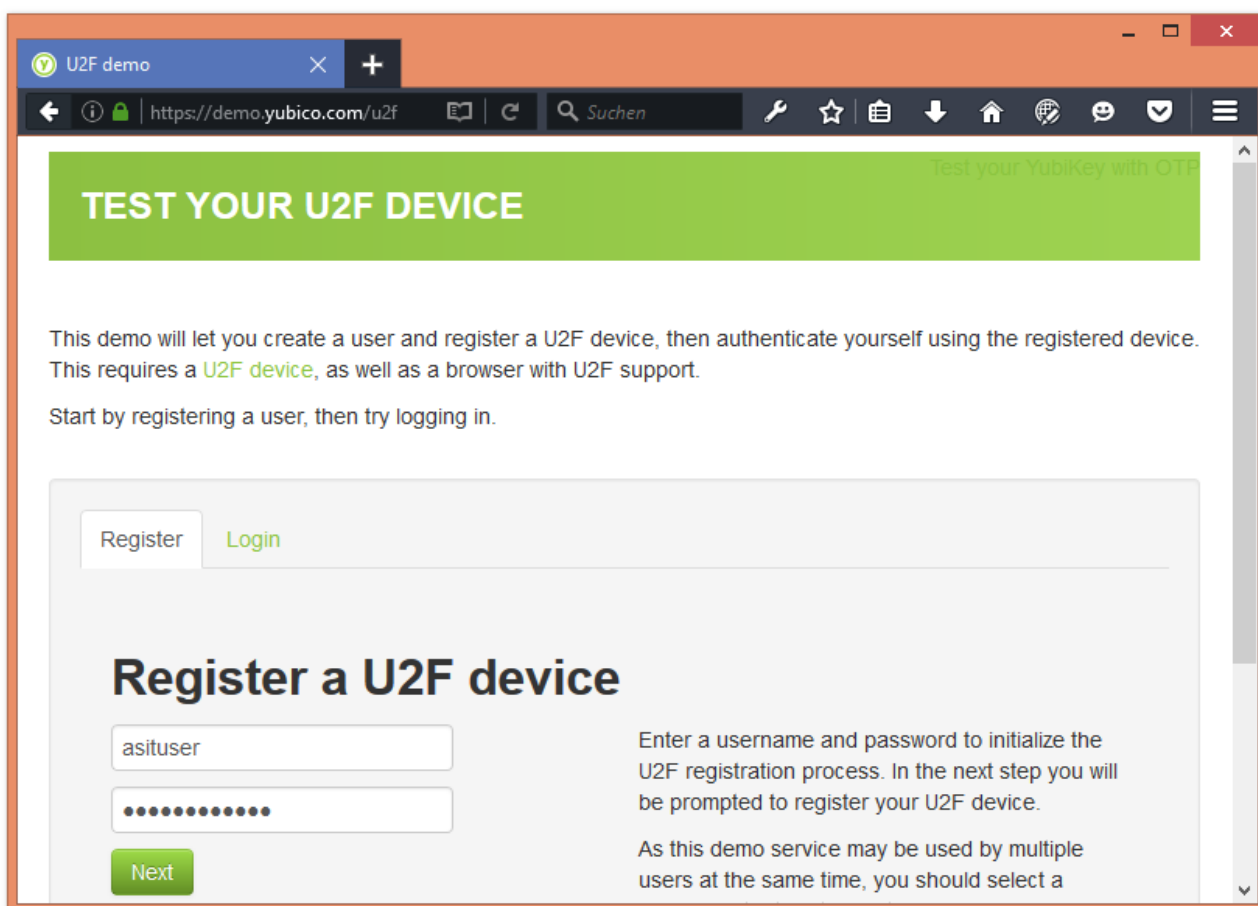 U2F demo
https://demo.yubico.com/u2f
Suchen
Test your YubiKey with OTP
TEST YOUR U2F DEVICE
This demo will let you create a user and register a U2F device, then authenticate yourself using the registered device.
This requires a U2F device, as well as a browser with U2F support.
Start by registering a user, then try logging in.
Register Login
Register a U2F device
asituser
●●●●●●●●●●●●
Next
Enter a username and password to initialize the
U2F registration process. In the next step you will
be prompted to register your U2F device.
As this demo service may be used by multiple
users at the same time, you should select a